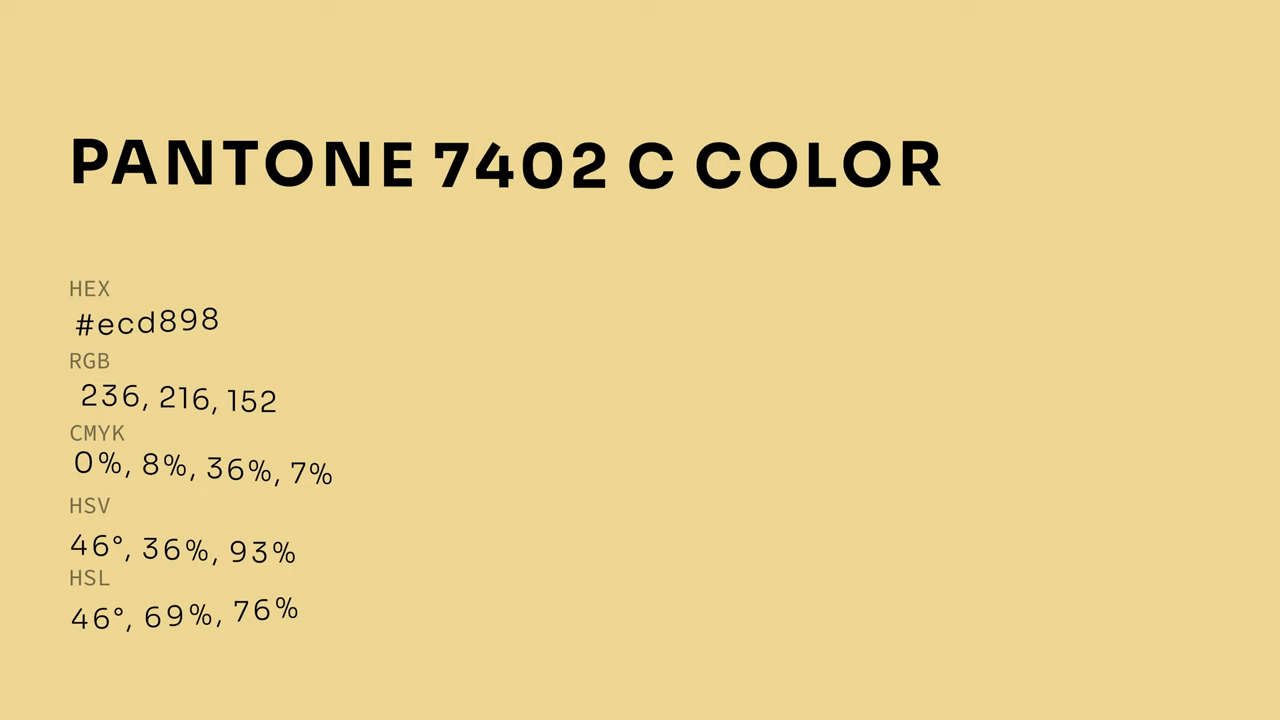 PANTONE 7402 C COLOR
HEX
#ecd898
RGB
236, 216, 152
CMYK
0%, 8%, 36%, 7%
HSV
46°, 36%, 93%
HSL
46°, 69%, 76%